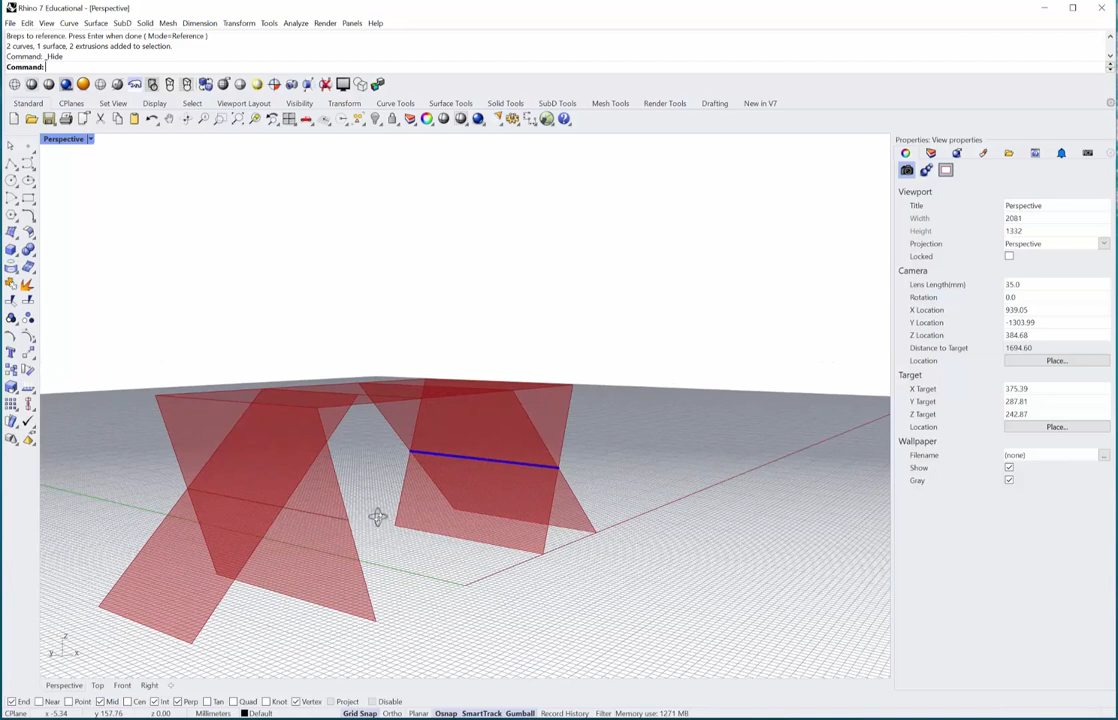 Rhino 7 Educational - [Perspective]
File Edit View Curve Surface SubD Solid Mesh Dimension Transform Tools Analyze Render Panels Help
Breps to reference. Press Enter when done ( Mode=Reference )
2 curves, 1 surface, 2 extrusions added to selection.
Command: _Hide
Command:
Standard CPlanes Set View Display Select Viewport Layout Visibility Transform Curve Tools Surface Tools Solid Tools SubD Tools Mesh Tools Render Tools Drafting New in V7
Perspective
Properties: View properties
Viewport
Title Perspective
Width 2081
Height 1332
Projection Perspective
Locked
Camera
Lens Length(mm) 35.0
Rotation 0.0
X Location 939.05
Y Location -1303.99
Z Location 384.68
Distance to Target 1694.60
Location Place...
Target
X Target 375.39
Y Target 287.81
Z Target 242.87
Location Place...
Wallpaper
Filename (none) ...
Show
Gray
z
y x
Perspective Top Front Right
End Near Point Mid Cen Int Perp Tan Quad Knot Vertex Project Disable
CPlane x -5.34 y 157.76 z 0.00 Millimeters Default Grid Snap Ortho Planar Osnap SmartTrack Gumball Record History Filter Memory use: 1271 MB